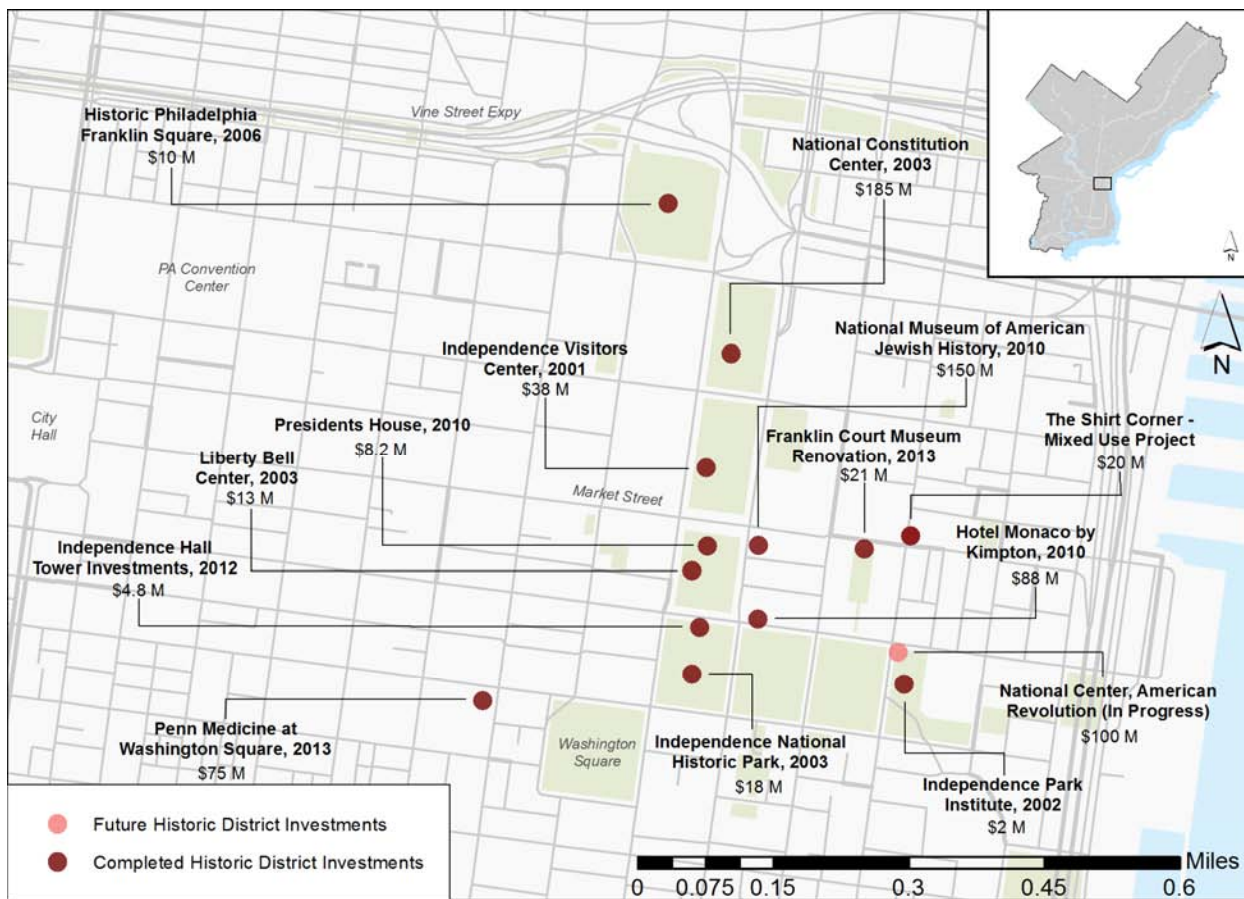 Historic Philadelphia
Franklin Square, 2006
$10 M
Vine Street Expy
National Constitution
Center, 2003
$185 M
N
N
PA Convention
Center
Independence Visitors
Center, 2001
$38 M
National Museum of American
Jewish History, 2010
$150 M
City
Hall
Presidents House, 2010
$8.2 M
Liberty Bell
Center, 2003
$13 M
Market Street
Franklin Court Museum
Renovation, 2013
$21 M
The Shirt Corner -
Mixed Use Project
$20 M
Independence Hall
Tower Investments, 2012
$4.8 M
Hotel Monaco by
Kimpton, 2010
$88 M
Penn Medicine at
Washington Square, 2013
$75 M
Washington
Square
Independence National
Historic Park, 2003
$18 M
National Center, American
Revolution (In Progress)
$100 M
Independence Park
Institute, 2002
$2 M
Future Historic District Investments
Completed Historic District Investments
Miles
0 0.075 0.15 0.3 0.45 0.6